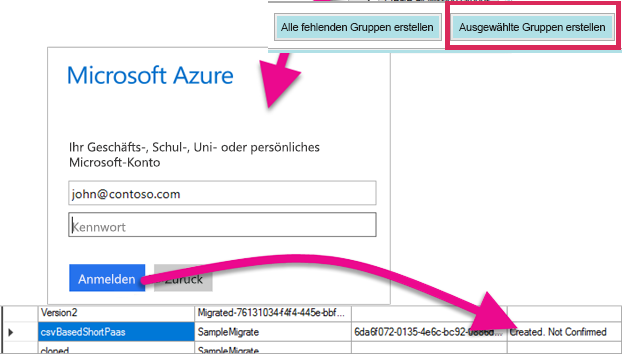 Alle fehlenden Gruppen erstellen
Ausgewählte Gruppen erstellen
Microsoft Azure
Ihr Geschäfts-, Schul-, Uni- oder persönliches
Microsoft-Konto
john@contoso.com
Kennwort
Anmelden
Zurück
Version2 Migrated-76131034-f4f4-445e-bbf...
csvBasedShortPaas SampleMigrate 6da6f072-0135-4e6c-bc92-0886d... Created. Not Confirmed
cloned SampleMigrate